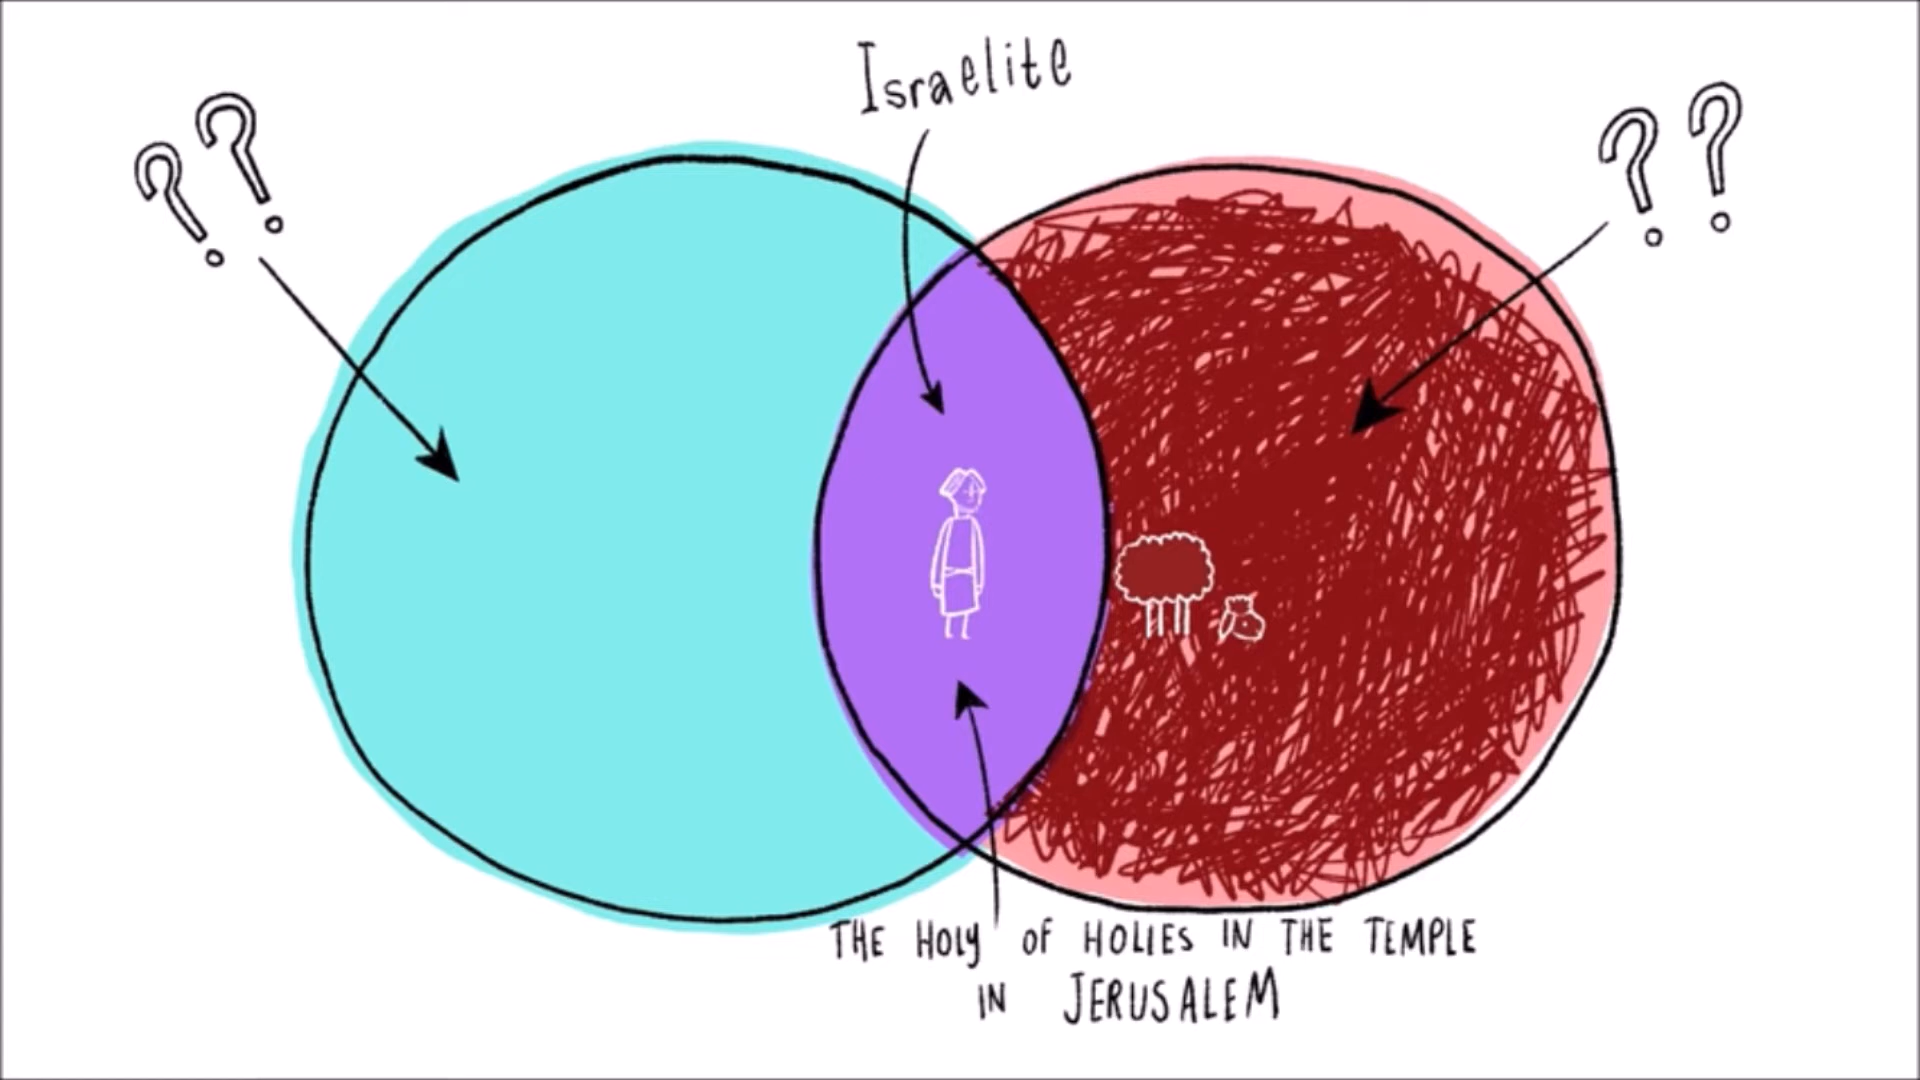 Israelite
??
??
THE HOLY OF HOLIES IN THE TEMPLE
IN JERUSALEM